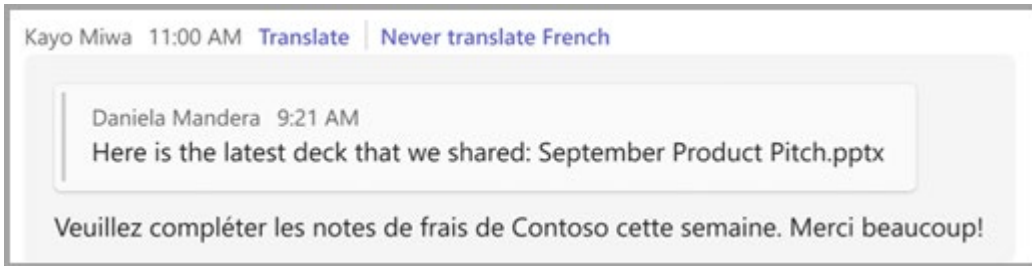 Kayo Miwa 11:00 AM Translate Never translate French
Daniela Mandera 9:21 AM
Here is the latest deck that we shared: September Product Pitch.pptx
Veuillez compléter les notes de frais de Contoso cette semaine. Merci beaucoup!